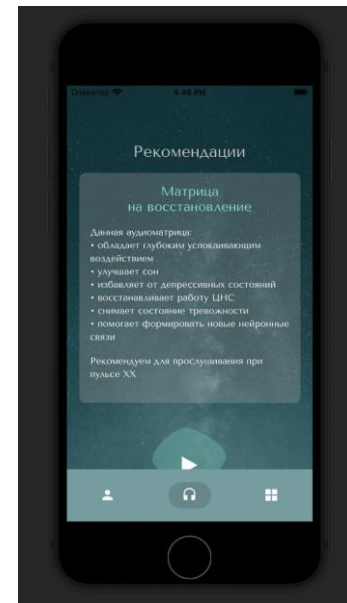 Оператор 4:48 PM
Рекомендации
Матрица
на восстановление
Данная аудиоматрица:
• обладает глубоким успокаивающим
воздействием
• улучшает сон
• избавляет от депрессивных состояний
• восстанавливает работу ЦНС
• снимает состояние тревожности
• помогает формировать новые нейронные
связи
Рекомендуем для прослушивания при
пульсе XX